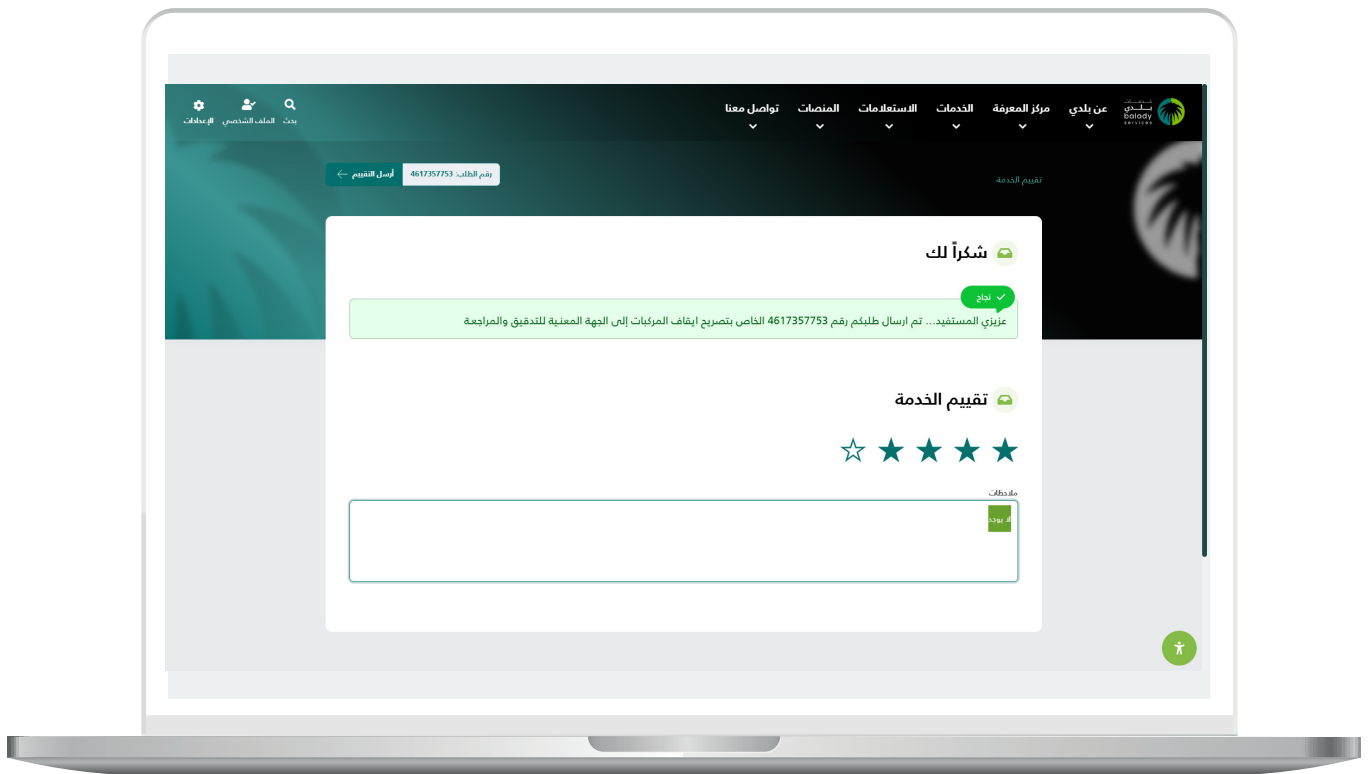 خدمات
بلدي
balady
services
عن بلدي
مركز المعرفة
الخدمات
الاستعلامات
المنصات
تواصل معنا
بحث
الملف الشخصي
الإعدادات
تقييم الخدمة
رقم الطلب: 4617357753
أرسل التقييم
شكراً لك
نجاح
عزيزي المستفيد... تم ارسال طلبكم رقم 4617357753 الخاص بتصريح ايقاف المركبات إلى الجهة المعنية للتدقيق والمراجعة
تقييم الخدمة
ملاحظات
لا يوجد